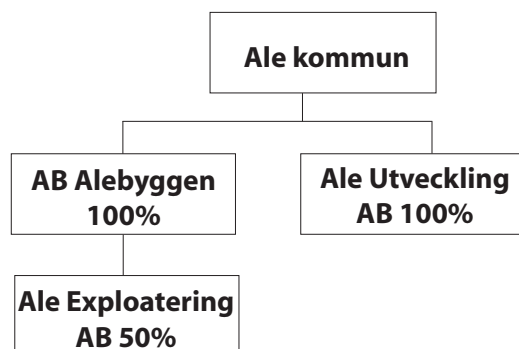 Ale kommun
AB Alebyggen
100%
Ale Utveckling
AB 100%
Ale Exploatering
AB 50%